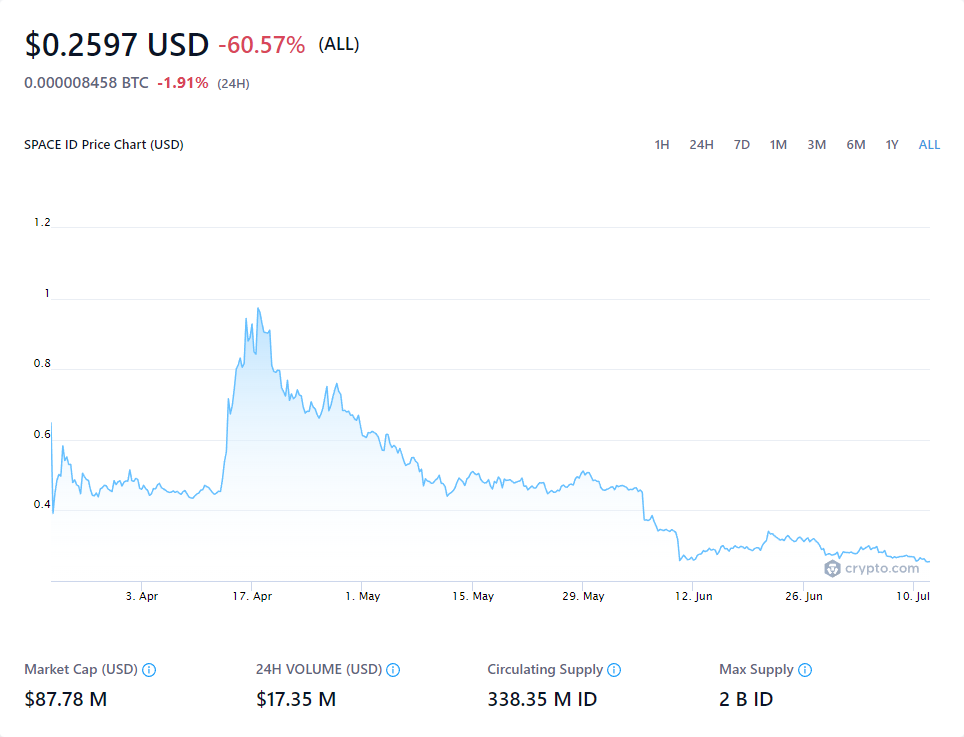 $0.2597 USD -60.57% (ALL)
0.000008458 BTC -1.91% (24H)
SPACE ID Price Chart (USD) 1H 24H 7D 1M 3M 6M 1Y ALL
1.2
1
0.8
0.6
0.4
crypto.com
3. Apr 17. Apr 1. May 15. May 29. May 12. Jun 26. Jun 10. Jul
Market Cap (USD) 24H VOLUME (USD) Circulating Supply Max Supply
$87.78 M $17.35 M 338.35 M ID 2 B ID